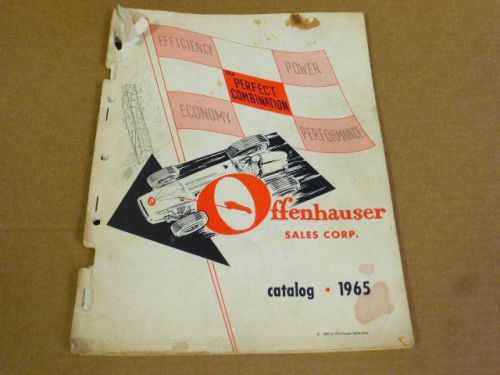 EFFICIENCY
POWER
THE
PERFECT
COMBINATION
ECONOMY
PERFORMANCE
Offenhauser
SALES CORP.
catalog • 1965